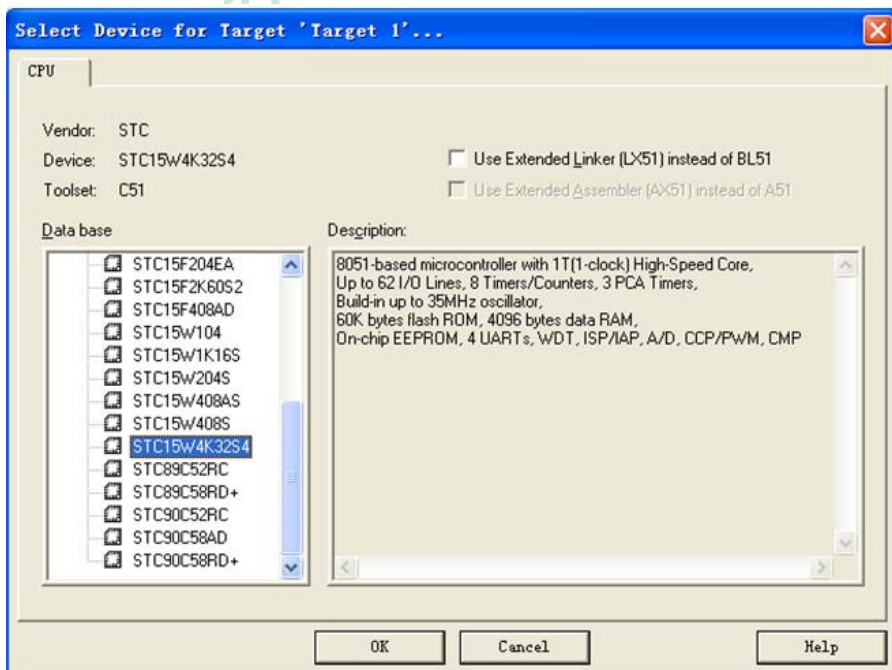 Select Device for Target 'Target 1'...
CPU
Vendor: STC
Device: STC15W4K32S4
Toolset: C51
Use Extended Linker (LX51) instead of BL51
Use Extended Assembler (AX51) instead of A51
Data base
STC15F204EA
STC15F2K60S2
STC15F408AD
STC15W104
STC15W1K16S
STC15W204S
STC15W408AS
STC15W408S
STC15W4K32S4
STC89C52RC
STC89C58RD+
STC90C52RC
STC90C58AD
STC90C58RD+
Description:
8051-based microcontroller with 1T(1-clock) High-Speed Core,
Up to 62 I/O Lines, 8 Timers/Counters, 3 PCA Timers,
Build-in up to 35MHz oscillator,
60K bytes flash ROM, 4096 bytes data RAM,
On-chip EEPROM, 4 UARTs, WDT, ISP/IAP, A/D, CCP/PWM, CMP
OK
Cancel
Help